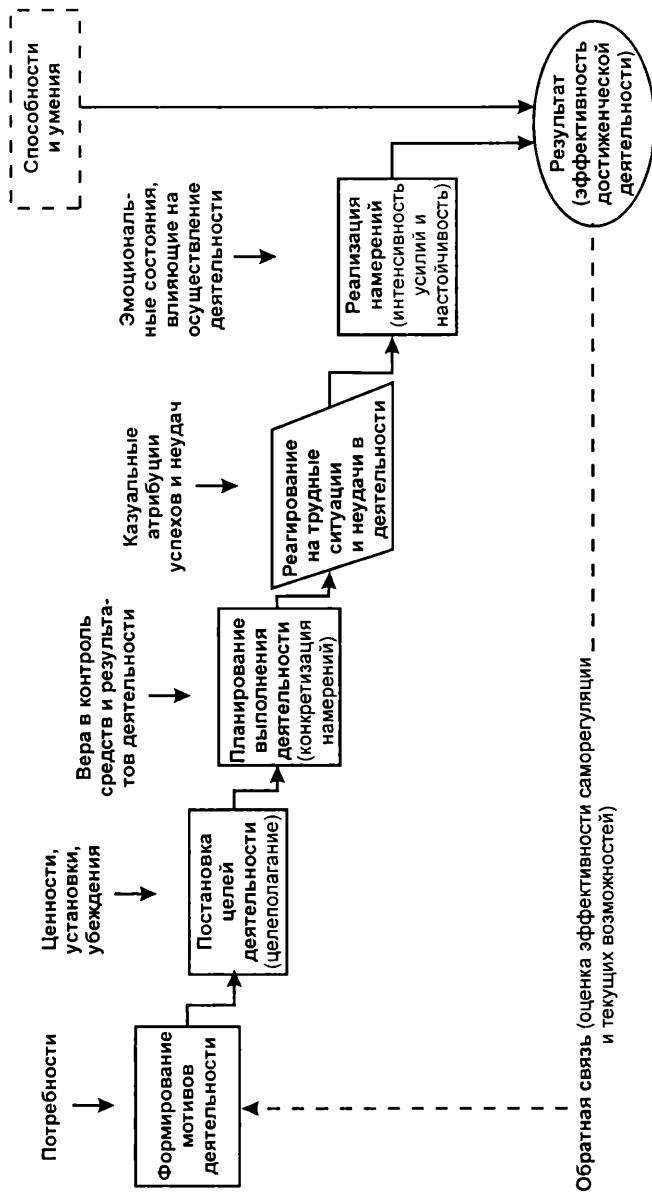 Потребности
Формирование
мотивов
деятельности
Ценности,
установки,
убеждения
Постановка
целей
деятельности
(целеполагание)
Вера в контроль
средств и результа-
тов деятельности
Планирование
выполнения
деятельности
(конкретизация
намерений)
Казуальные
атрибуции
успехов и неудач
Реагирование
на трудные
ситуации
и неудачи в
деятельности
Эмоциональ-
ные состояния,
влияющие на
осуществление
деятельности
Реализация
намерений
(интенсивность
усилий и
настойчивость)
Способности
и умения
Результат
(эффективность
достиженческой
деятельности)
Обратная связь (оценка эффективности саморегуляции
и текущих возможностей)